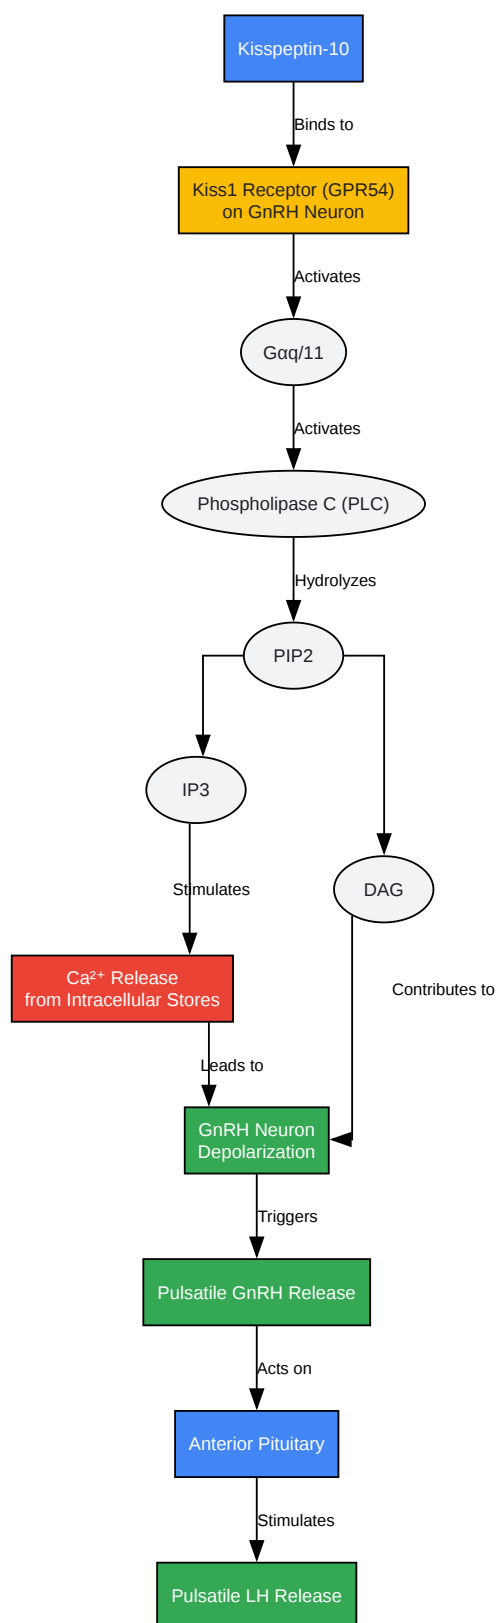 Kisspeptin-10
Binds to
Kiss1 Receptor (GPR54)
on GnRH Neuron
Activates
Gαq/11
Activates
Phospholipase C (PLC)
Hydrolyzes
PIP2
IP3
DAG
Stimulates
Ca²⁺ Release
from Intracellular Stores
Contributes to
Leads to
GnRH Neuron
Depolarization
Triggers
Pulsatile GnRH Release
Acts on
Anterior Pituitary
Stimulates
Pulsatile LH Release